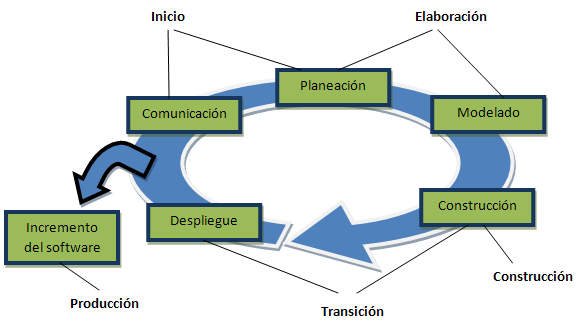 Inicio
Elaboración
Planeación
Comunicación
Modelado
Construcción
Despliegue
Incremento
del software
Construcción
Producción
Transición